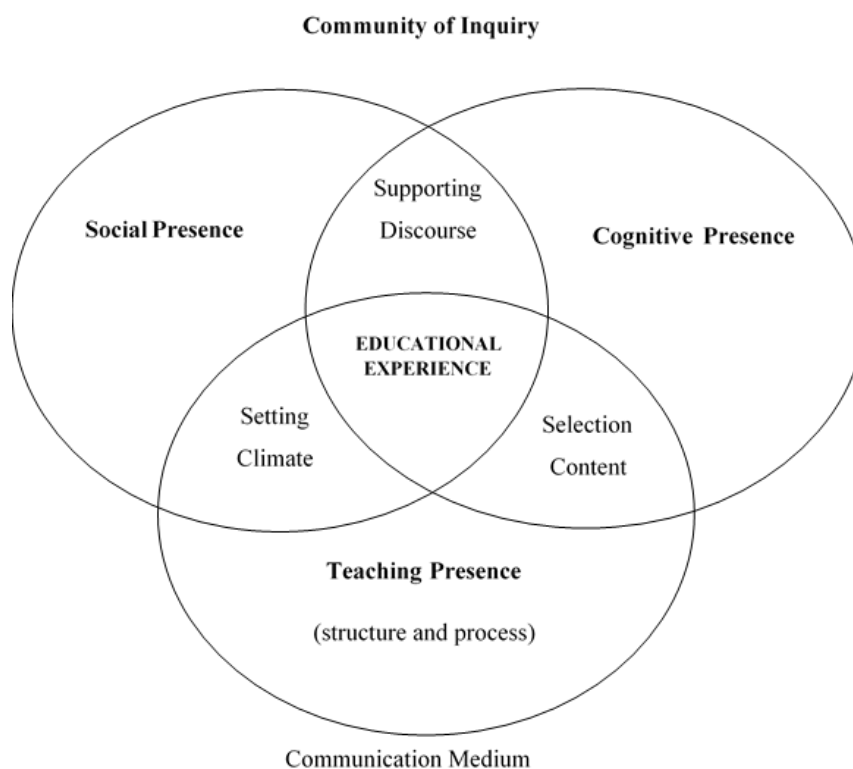 Community of Inquiry
Supporting
Discourse
Social Presence
Cognitive Presence
EDUCATIONAL
EXPERIENCE
Setting
Climate
Selection
Content
Teaching Presence
(structure and process)
Communication Medium